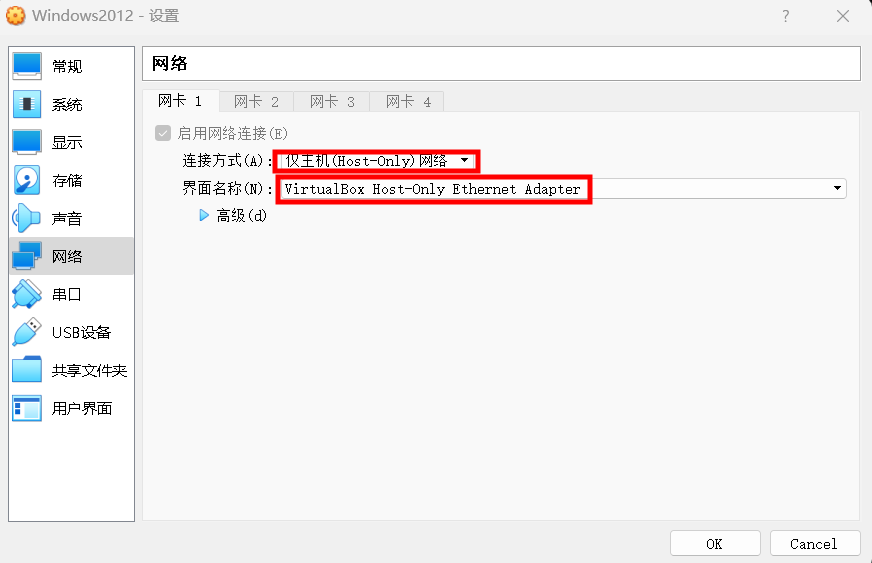 Windows2012 - 设置
?
常规
系统
显示
存储
声音
网络
串口
USB设备
共享文件夹
用户界面
网络
网卡 1 网卡 2 网卡 3 网卡 4
启用网络连接(E)
连接方式(A): 仅主机(Host-Only)网络
界面名称(N): VirtualBox Host-Only Ethernet Adapter
高级(d)
OK Cancel